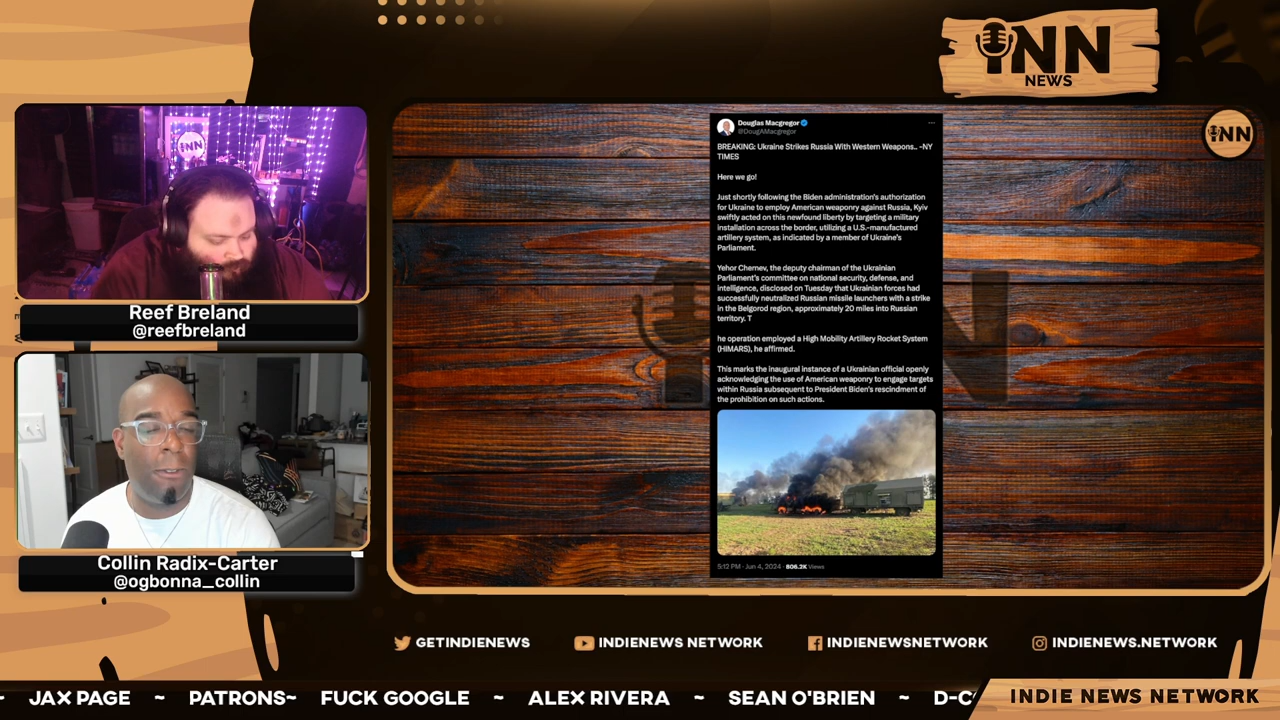 INN
NEWS
INN
INN
Reef Breland
@reefbreland
Collin Radix-Carter
@ogbonna_collin
Douglas Macgregor
@DougAMacgregor
BREAKING: Ukraine Strikes Russia With Western Weapons.. -NY
TIMES
Here we go!
Just shortly following the Biden administration's authorization
for Ukraine to employ American weaponry against Russia, Kyiv
swiftly acted on this newfound liberty by targeting a military
installation across the border, utilizing a U.S.-manufactured
artillery system, as indicated by a member of Ukraine's
Parliament.
Yehor Chernev, the deputy chairman of the Ukrainian
Parliament's committee on national security, defense, and
intelligence, disclosed on Tuesday that Ukrainian forces had
successfully neutralized Russian missile launchers with a strike
in the Belgorod region, approximately 20 miles into Russian
territory. T
he operation employed a High Mobility Artillery Rocket System
(HIMARS), he affirmed.
This marks the inaugural instance of a Ukrainian official openly
acknowledging the use of American weaponry to engage targets
within Russia subsequent to President Biden's rescindment of
the prohibition on such actions.
5:12 PM · Jun 4, 2024 · 806.2K Views
GETINDIENEWS
INDIENEWS NETWORK
INDIENEWSNETWORK
INDIENEWS.NETWORK
JAX PAGE ~ PATRONS~ FUCK GOOGLE ~ ALEX RIVERA ~ SEAN O'BRIEN ~ D-C
INDIE NEWS NETWORK